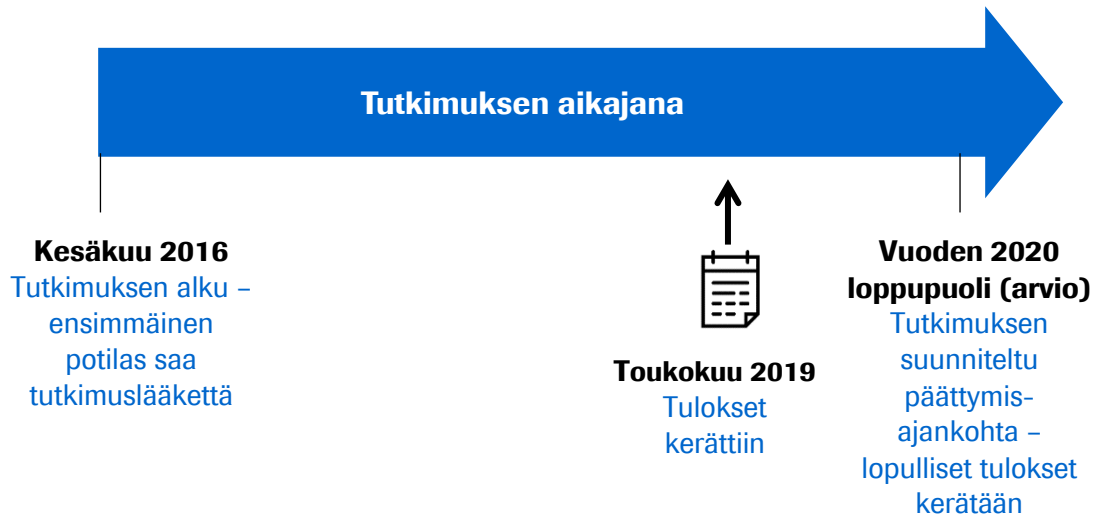 Tutkimuksen aikajana
Kesäkuu 2016
Tutkimuksen alku –
ensimmäinen
potilas saa
tutkimuslääkettä
Toukokuu 2019
Tulokset
kerättiin
Vuoden 2020
loppupuoli (arvio)
Tutkimuksen
suunniteltu
päättymis-
ajankohta –
lopulliset tulokset
kerätään